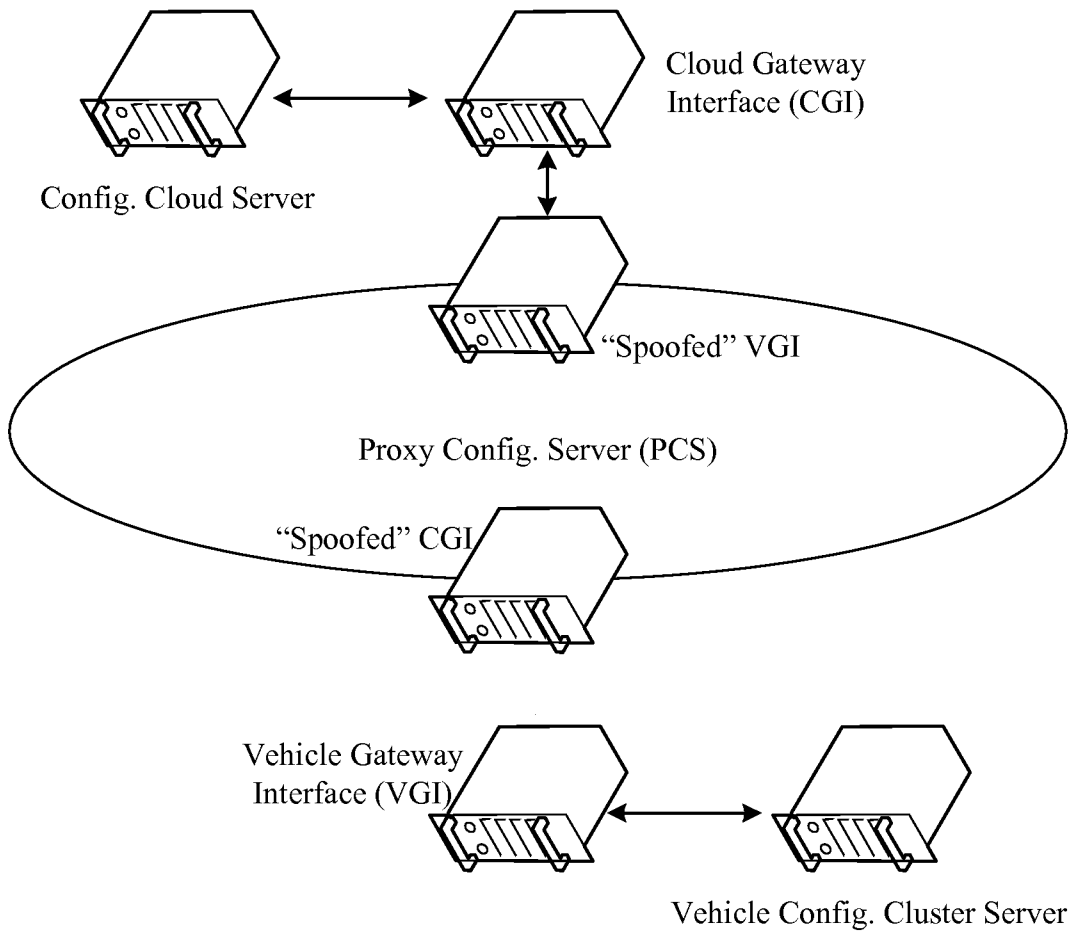 Cloud Gateway
Interface (CGI)
Config. Cloud Server
“Spoofed” VGI
Proxy Config. Server (PCS)
“Spoofed” CGI
Vehicle Gateway
Interface (VGI)
Vehicle Config. Cluster Server